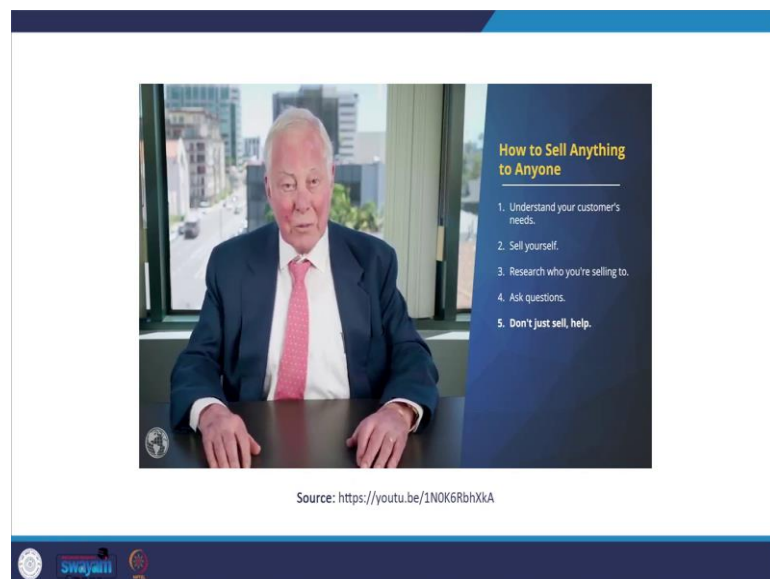 How to Sell Anything
to Anyone
1. Understand your customer's
needs.
2. Sell yourself.
3. Research who you're selling to.
4. Ask questions.
5. Don't just sell, help.
Source: https://youtu.be/1N0K6RbhXkA
swayam